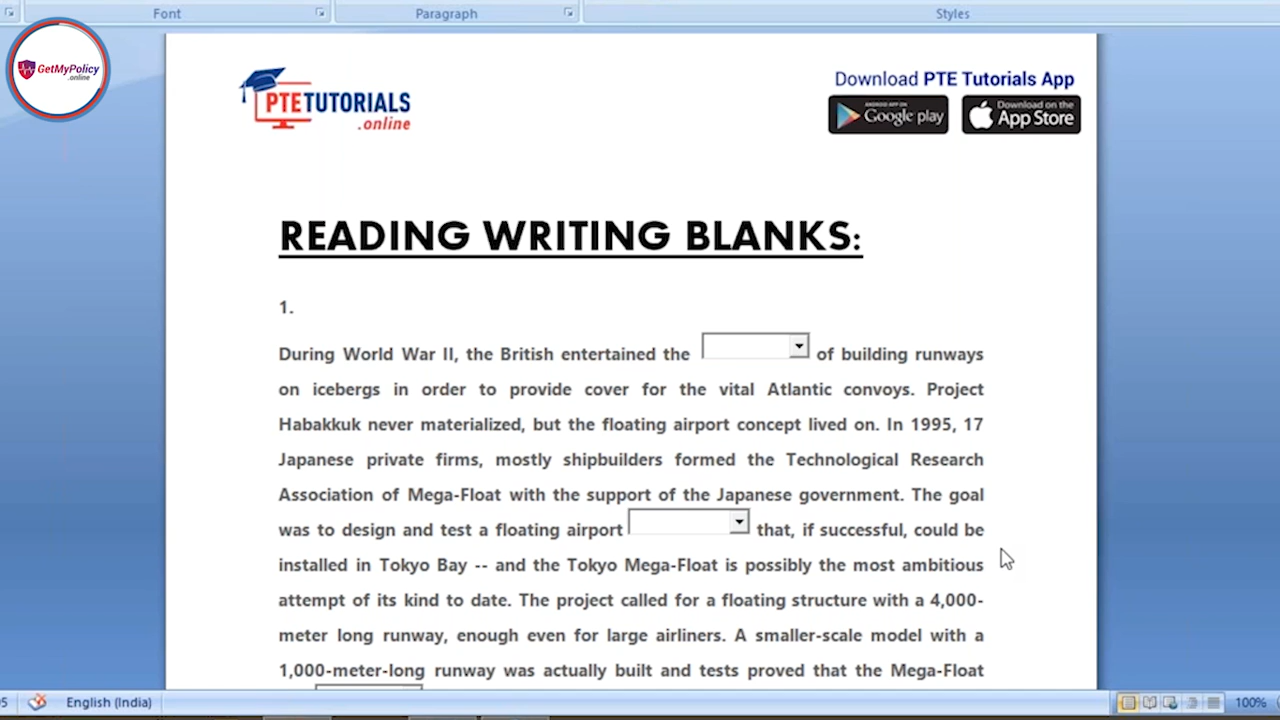 Font
Paragraph
Styles
GetMyPolicy
.online
PTETUTORIALS
.online
Download PTE Tutorials App
ANDROID APP ON
Google play
Download on the
App Store
READING WRITING BLANKS:
1.
During World War II, the British entertained the of building runways
on icebergs in order to provide cover for the vital Atlantic convoys. Project
Habakkuk never materialized, but the floating airport concept lived on. In 1995, 17
Japanese private firms, mostly shipbuilders formed the Technological Research
Association of Mega-Float with the support of the Japanese government. The goal
was to design and test a floating airport that, if successful, could be
installed in Tokyo Bay -- and the Tokyo Mega-Float is possibly the most ambitious
attempt of its kind to date. The project called for a floating structure with a 4,000-
meter long runway, enough even for large airliners. A smaller-scale model with a
1,000-meter-long runway was actually built and tests proved that the Mega-Float
English (India)
100%